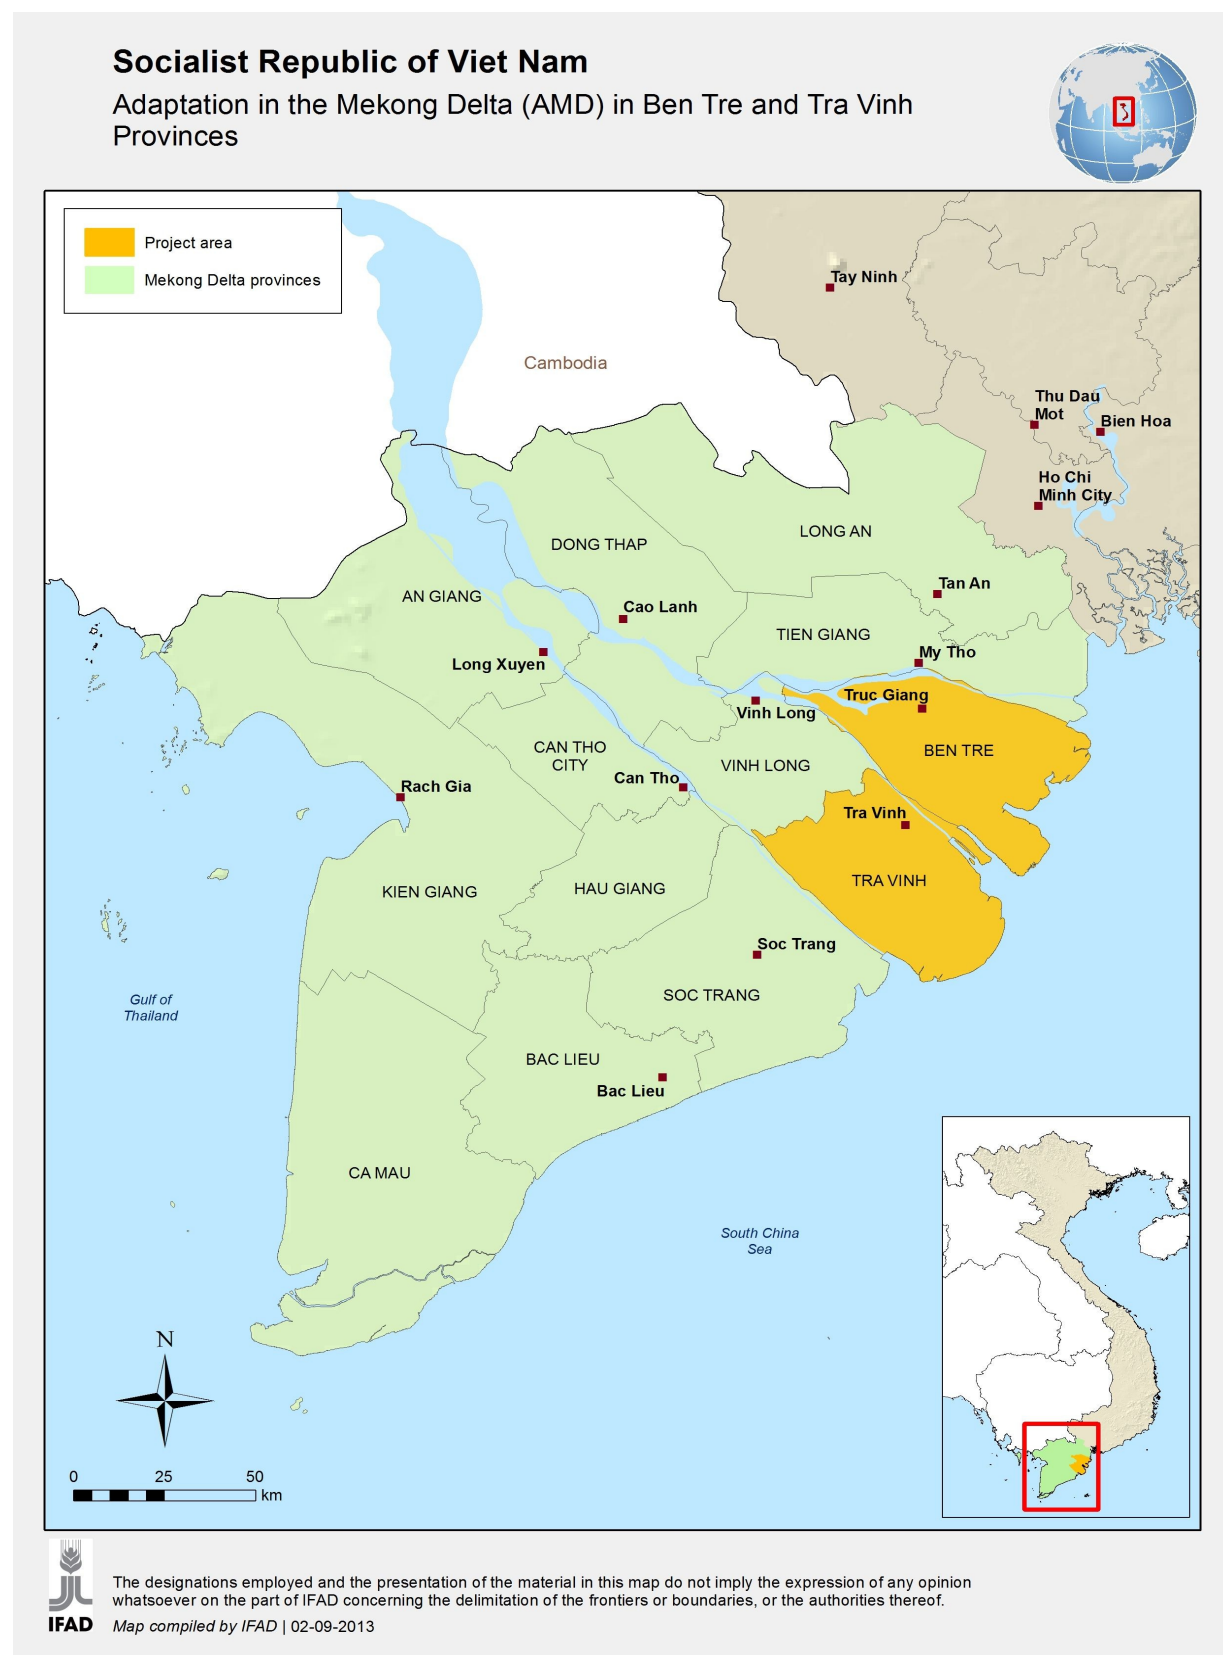 Socialist Republic of Viet Nam
Adaptation in the Mekong Delta (AMD) in Ben Tre and Tra Vinh
Provinces
Project area
Mekong Delta provinces
Tay Ninh
Cambodia
Thu Dau
Mot
Bien Hoa
Ho Chi
Minh City
LONG AN
DONG THAP
Tan An
AN GIANG
Cao Lanh
TIEN GIANG
My Tho
Long Xuyen
Truc Giang
Vinh Long
CAN THO
CITY
BEN TRE
VINH LONG
Can Tho
Rach Gia
Tra Vinh
TRA VINH
KIEN GIANG
HAU GIANG
Soc Trang
SOC TRANG
Gulf of
Thailand
BAC LIEU
Bac Lieu
CA MAU
South China
Sea
N
0 25 50
km
IFAD
The designations employed and the presentation of the material in this map do not imply the expression of any opinion
whatsoever on the part of IFAD concerning the delimitation of the frontiers or boundaries, or the authorities thereof.
Map compiled by IFAD | 02-09-2013